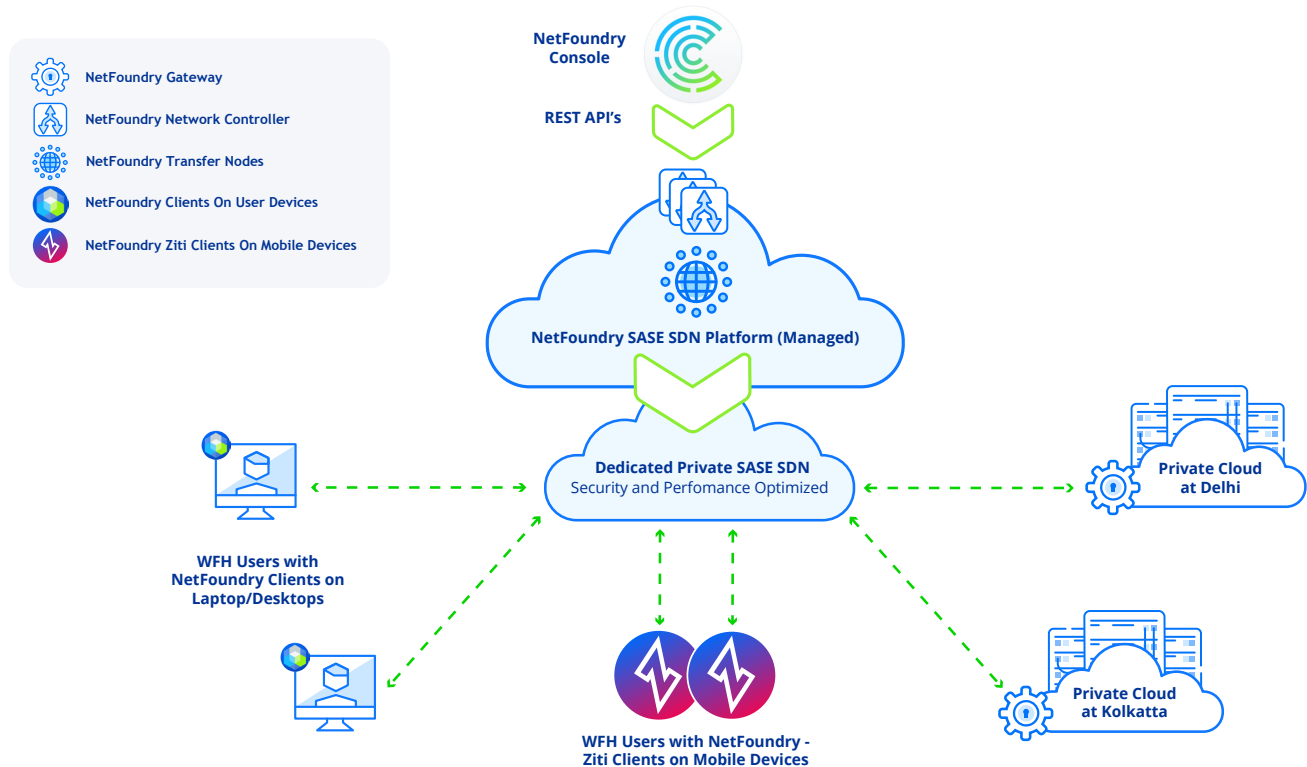 NetFoundry
Console
REST API's
NetFoundry Gateway
NetFoundry Network Controller
NetFoundry Transfer Nodes
NetFoundry Clients On User Devices
NetFoundry Ziti Clients On Mobile Devices
NetFoundry SASE SDN Platform (Managed)
Dedicated Private SASE SDN
Security and Perfomance Optimized
Private Cloud
at Delhi
WFH Users with
NetFoundry Clients on
Laptop/Desktops
Private Cloud
at Kolkatta
WFH Users with NetFoundry -
Ziti Clients on Mobile Devices